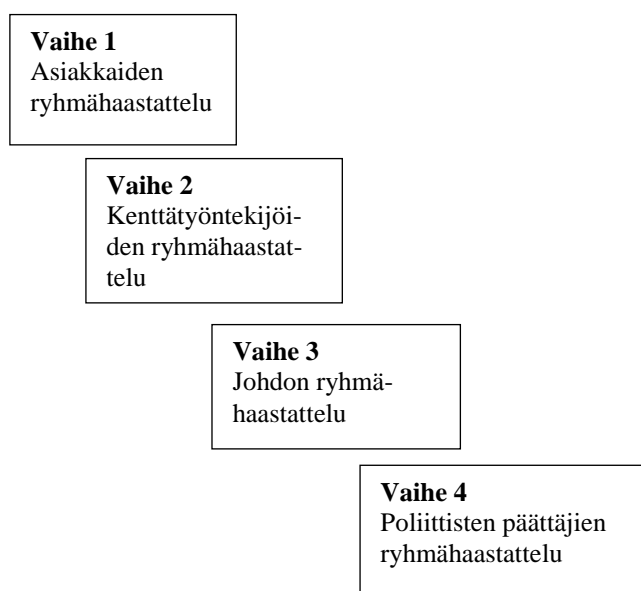 Vaihe 1
Asiakkaiden
ryhmähaastattelu
Vaihe 2
Kenttätyöntekijöi-
den ryhmähaastat-
telu
Vaihe 3
Johdon ryhmä-
haastattelu
Vaihe 4
Poliittisten päättäjien
ryhmähaastattelu